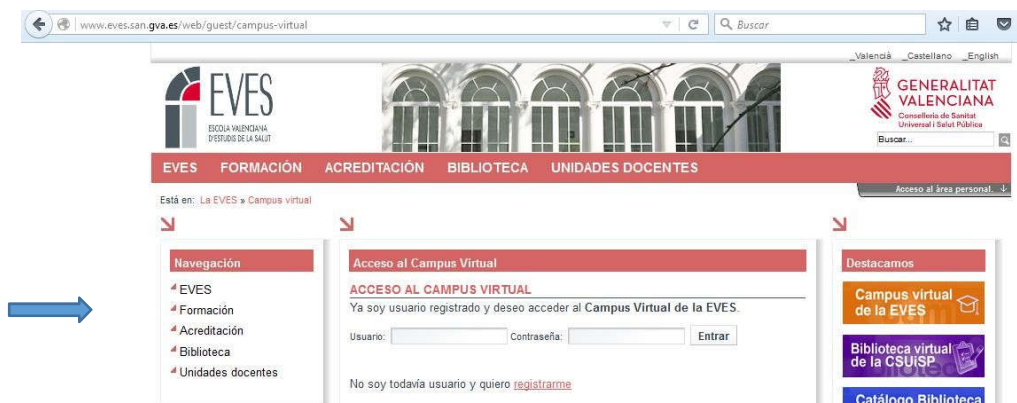 www.eves.san.gva.es/web/guest/campus-virtual
Buscar
_Valencià _Castellano _English
EVES
ESCOLA VALENCIANA
D'ESTUDIS DE LA SALUT
GENERALITAT
VALENCIANA
Conselleria de Sanitat
Universal i Salut Pública
Buscar...
EVES FORMACIÓN ACREDITACIÓN BIBLIOTECA UNIDADES DOCENTES
Acceso al área personal.
Está en: La EVES » Campus virtual
Navegación
EVES
Formación
Acreditación
Biblioteca
Unidades docentes
Acceso al Campus Virtual
ACCESO AL CAMPUS VIRTUAL
Ya soy usuario registrado y deseo acceder al Campus Virtual de la EVES.
Usuario: Contraseña: Entrar
No soy todavía usuario y quiero registrarme
Destacamos
Campus virtual
de la EVES
Biblioteca virtual
de la CSUiSP
Catálogo Biblioteca